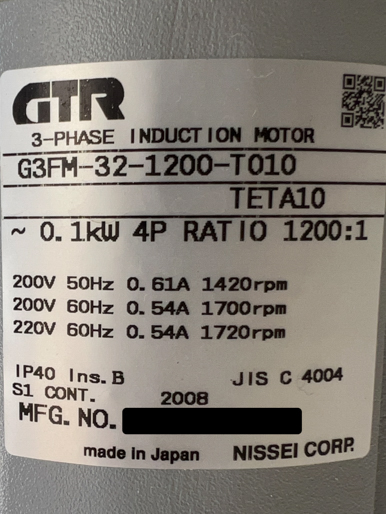 GTR
3-PHASE INDUCTION MOTOR
G3FM-32-1200-T010
TETA10
~ 0.1kW 4P RATIO 1200:1
200V 50Hz 0.61A 1420rpm
200V 60Hz 0.54A 1700rpm
220V 60Hz 0.54A 1720rpm
IP40 Ins.B JIS C 4004
S1 CONT. 2008
MFG. NO.
made in Japan NISSEI CORP.